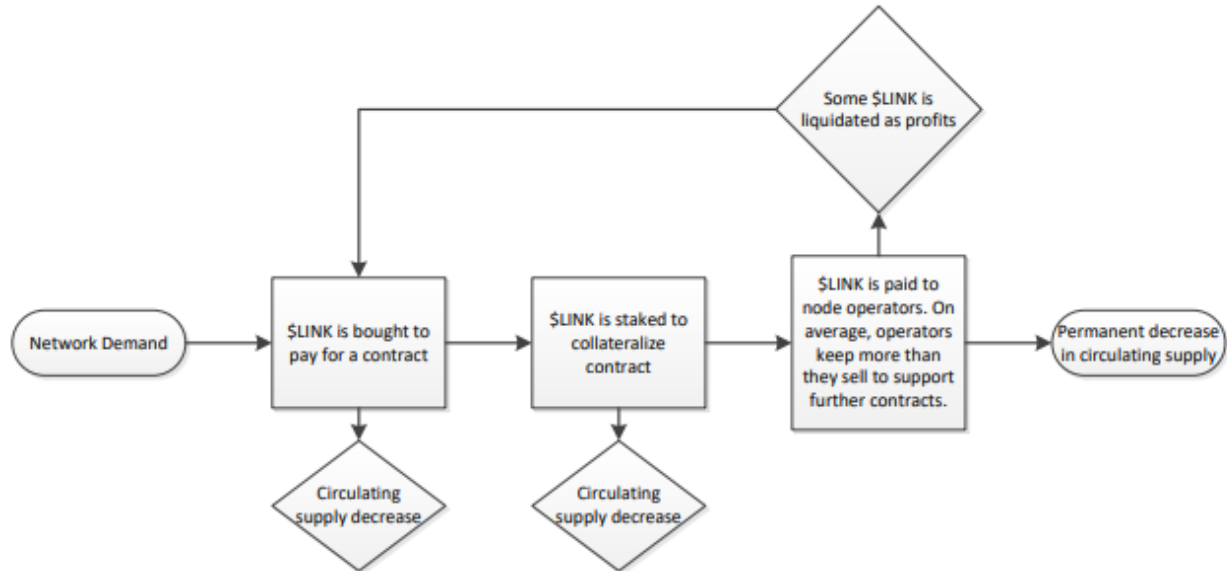 Some $LINK is
liquidated as profits
Network Demand
$LINK is bought to
pay for a contract
$LINK is staked to
collateralize
contract
$LINK is paid to
node operators. On
average, operators
keep more than
they sell to support
further contracts.
Permanent decrease
in circulating supply
Circulating
supply decrease
Circulating
supply decrease